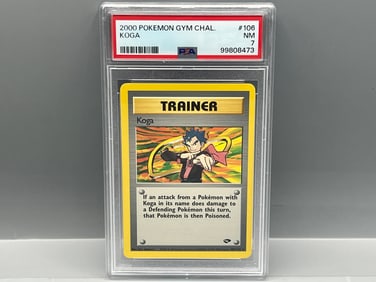 2000 POKEMON GYM CHAL. #106
KOGA NM
7
PSA 99808473
TRAINER
Koga
If an attack from a Pokémon with
Koga in its name does damage to
a Defending Pokémon this turn,
that Pokémon is then Poisoned.